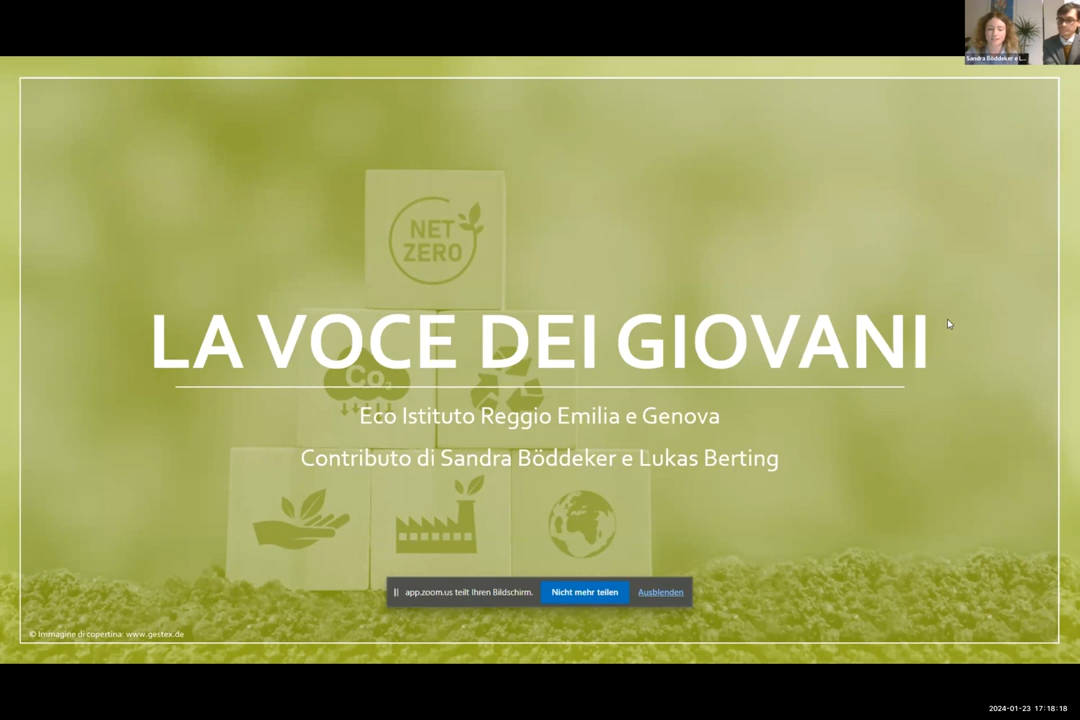 Sandra Böddeker e L...
NET
ZERO
LA VOCE DEI GIOVANI
Co2
Eco Istituto Reggio Emilia e Genova
Contributo di Sandra Böddeker e Lukas Berting
app.zoom.us teilt Ihren Bildschirm. Nicht mehr teilen Ausblenden
© Immagine di copertina: www.gestex.de
2024-01-23 17:18:18